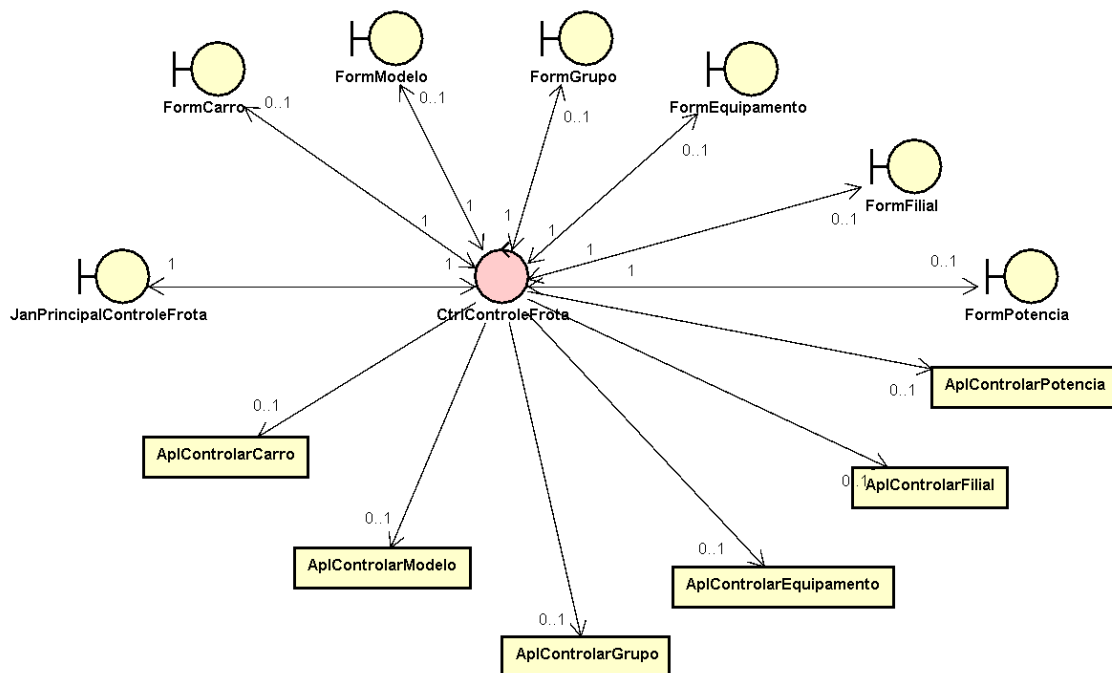 FormModelo
FormGrupo
FormCarro
FormEquipamento
0..1
0..1
0..1
0..1
FormFilial
0..1
1
1
1
1
1
1
1
1
0..1
JanPrincipalControleFrota
CtrlControleFrota
FormPotencia
0..1
AplControlarPotencia
0..1
AplControlarCarro
0..1
AplControlarFilial
0..1
AplControlarModelo
0..1
AplControlarEquipamento
0..1
AplControlarGrupo